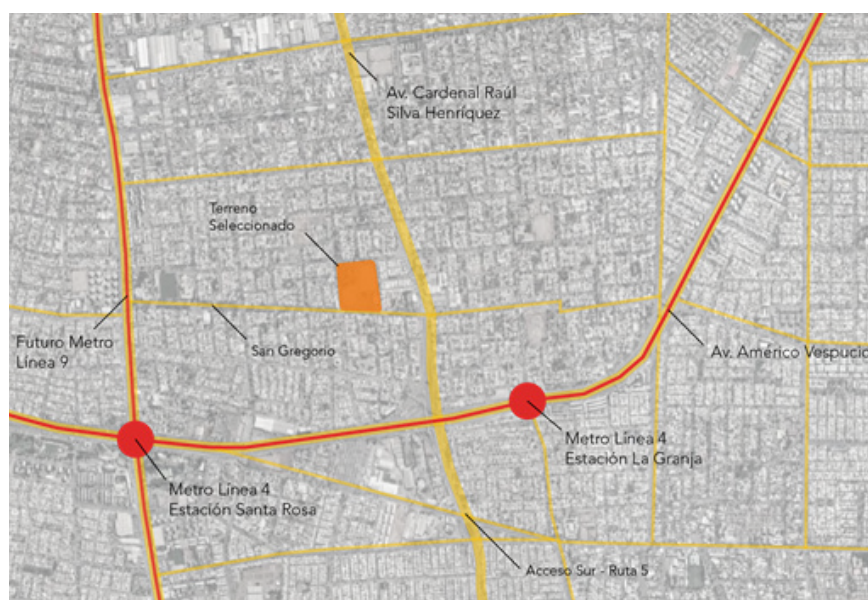 Av. Cardenal Raúl
Silva Henríquez
Terreno
Seleccionado
Futuro Metro
Línea 9
San Gregorio
Av. Américo Vespucio
Metro Línea 4
Estación La Granja
Metro Línea 4
Estación Santa Rosa
Acceso Sur - Ruta 5